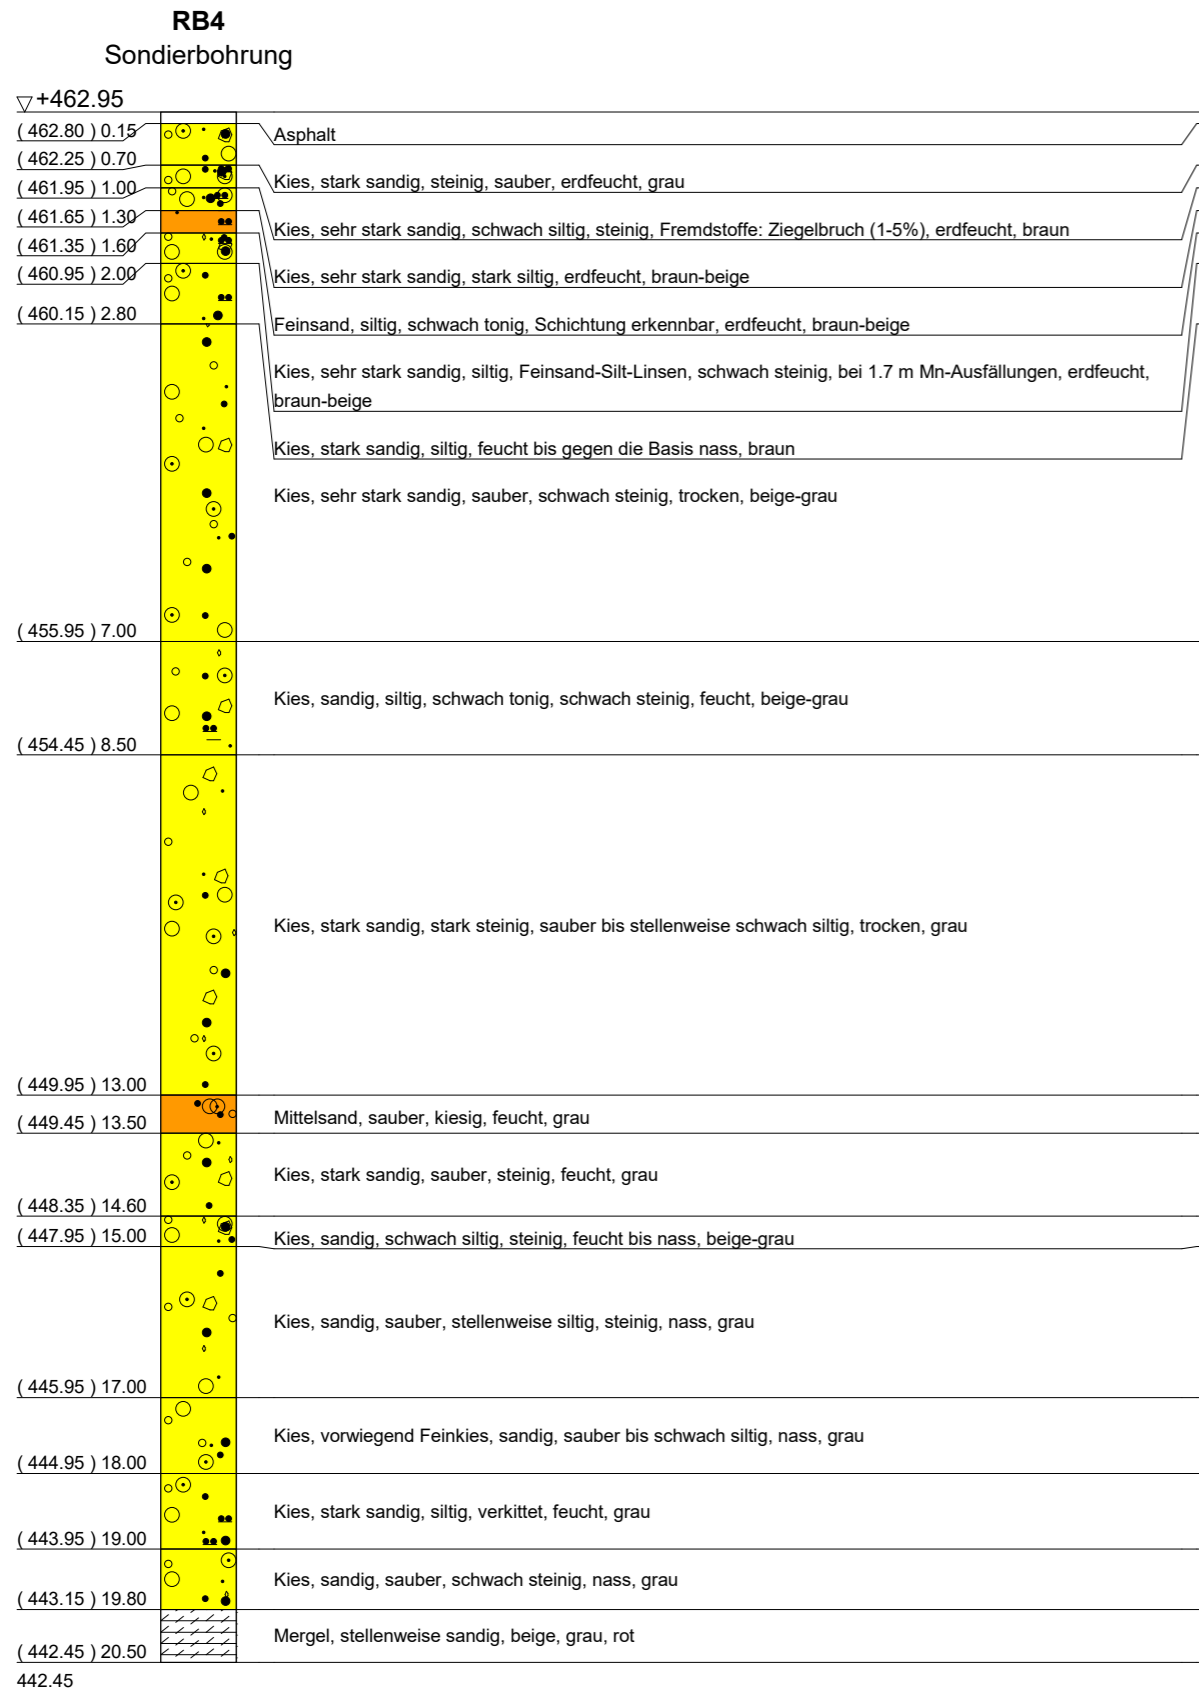 RB4
Sondierbohrung
+462.95
( 462.80 ) 0.15
Asphalt
( 462.25 ) 0.70
Kies, stark sandig, steinig, sauber, erdfeucht, grau
( 461.95 ) 1.00
Kies, sehr stark sandig, schwach siltig, steinig, Fremdstoffe: Ziegelbruch (1-5%), erdfeucht, braun
( 461.65 ) 1.30
Kies, sehr stark sandig, stark siltig, erdfeucht, braun-beige
( 461.35 ) 1.60
Feinsand, siltig, schwach tonig, Schichtung erkennbar, erdfeucht, braun-beige
( 460.95 ) 2.00
Kies, sehr stark sandig, siltig, Feinsand-Silt-Linsen, schwach steinig, bei 1.7 m Mn-Ausfällungen, erdfeucht,
braun-beige
( 460.15 ) 2.80
Kies, stark sandig, siltig, feucht bis gegen die Basis nass, braun
Kies, sehr stark sandig, sauber, schwach steinig, trocken, beige-grau
( 455.95 ) 7.00
Kies, sandig, siltig, schwach tonig, schwach steinig, feucht, beige-grau
( 454.45 ) 8.50
Kies, stark sandig, stark steinig, sauber bis stellenweise schwach siltig, trocken, grau
( 449.95 ) 13.00
Mittelsand, sauber, kiesig, feucht, grau
( 449.45 ) 13.50
Kies, stark sandig, sauber, steinig, feucht, grau
( 448.35 ) 14.60
Kies, sandig, schwach siltig, steinig, feucht bis nass, beige-grau
( 447.95 ) 15.00
Kies, sandig, sauber, stellenweise siltig, steinig, nass, grau
( 445.95 ) 17.00
Kies, vorwiegend Feinkies, sandig, sauber bis schwach siltig, nass, grau
( 444.95 ) 18.00
Kies, stark sandig, siltig, verkittet, feucht, grau
( 443.95 ) 19.00
Kies, sandig, sauber, schwach steinig, nass, grau
( 443.15 ) 19.80
Mergel, stellenweise sandig, beige, grau, rot
( 442.45 ) 20.50
442.45